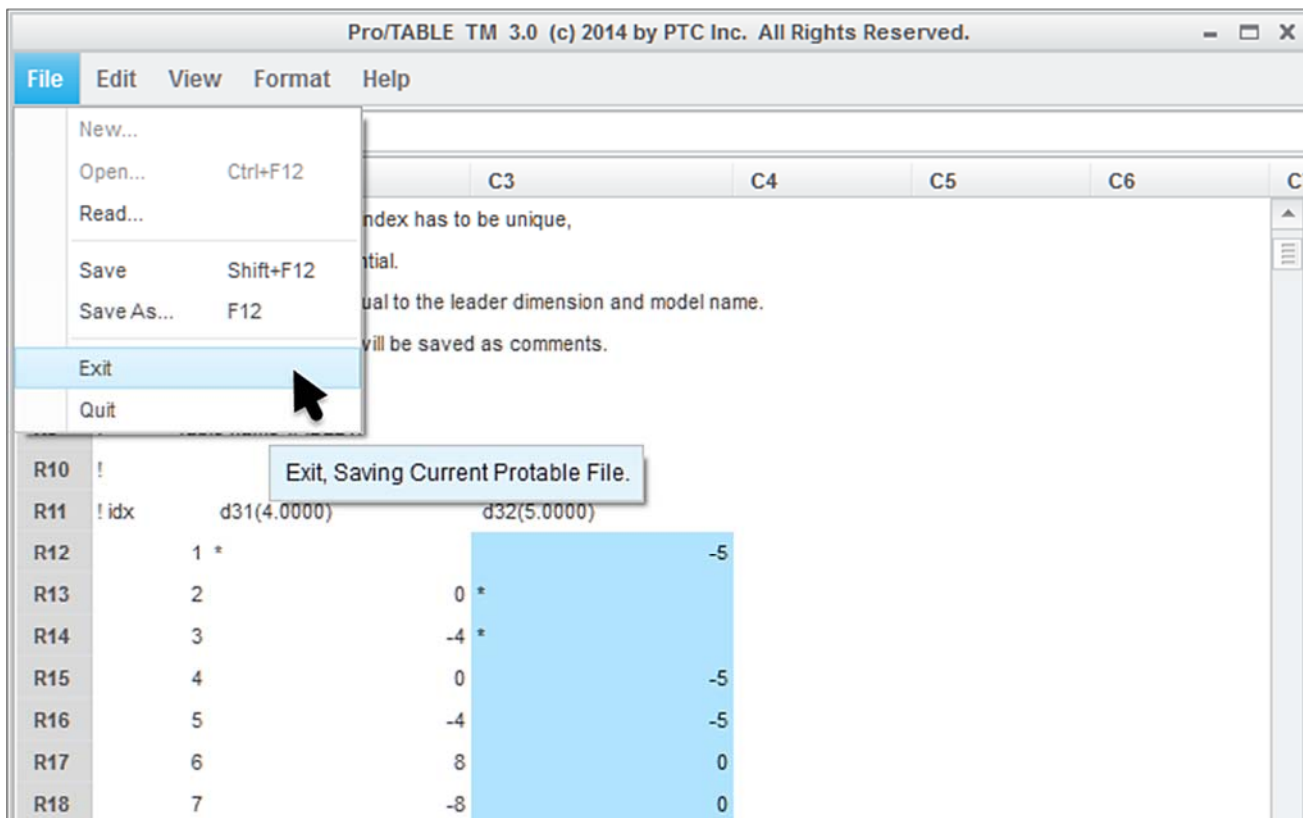 Pro/TABLE TM 3.0 (c) 2014 by PTC Inc. All Rights Reserved.
File Edit View Format Help
New...
Open... Ctrl+F12
Read...
Save Shift+F12
Save As... F12
Exit
Quit
C3 C4 C5 C6 C
ndex has to be unique,
ntial.
ual to the leader dimension and model name.
will be saved as comments.
Exit, Saving Current Protable File.
R10 !
R11 ! idx d31(4.0000) d32(5.0000)
R12 1 * -5
R13 2 0 *
R14 3 -4 *
R15 4 0 -5
R16 5 -4 -5
R17 6 8 0
R18 7 -8 0